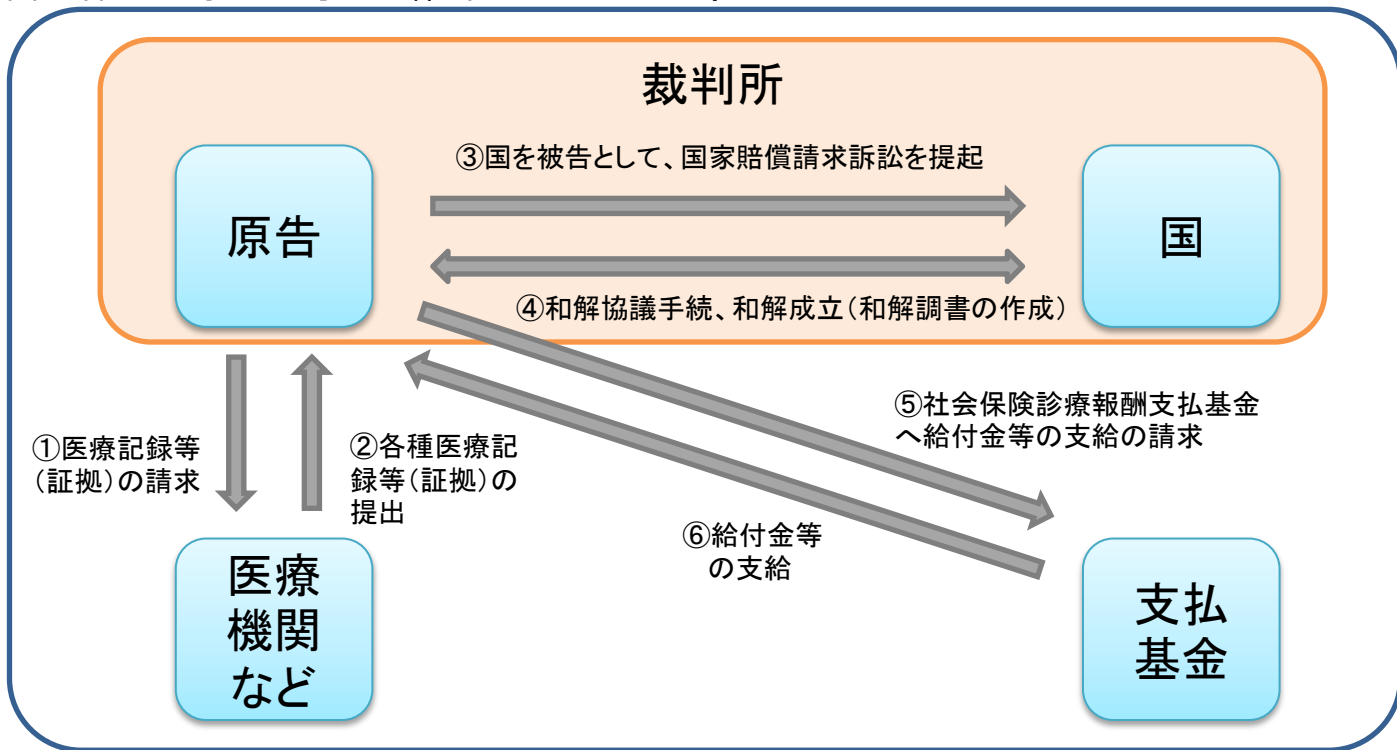 裁判所
③国を被告として、国家賠償請求訴訟を提起
原告
国
④和解協議手続、和解成立(和解調書の作成)
①医療記録等
(証拠)の請求
②各種医療記
録等(証拠)の
提出
⑤社会保険診療報酬支払基金
へ給付金等の支給の請求
⑥給付金等
の支給
医療
機関
など
支払
基金